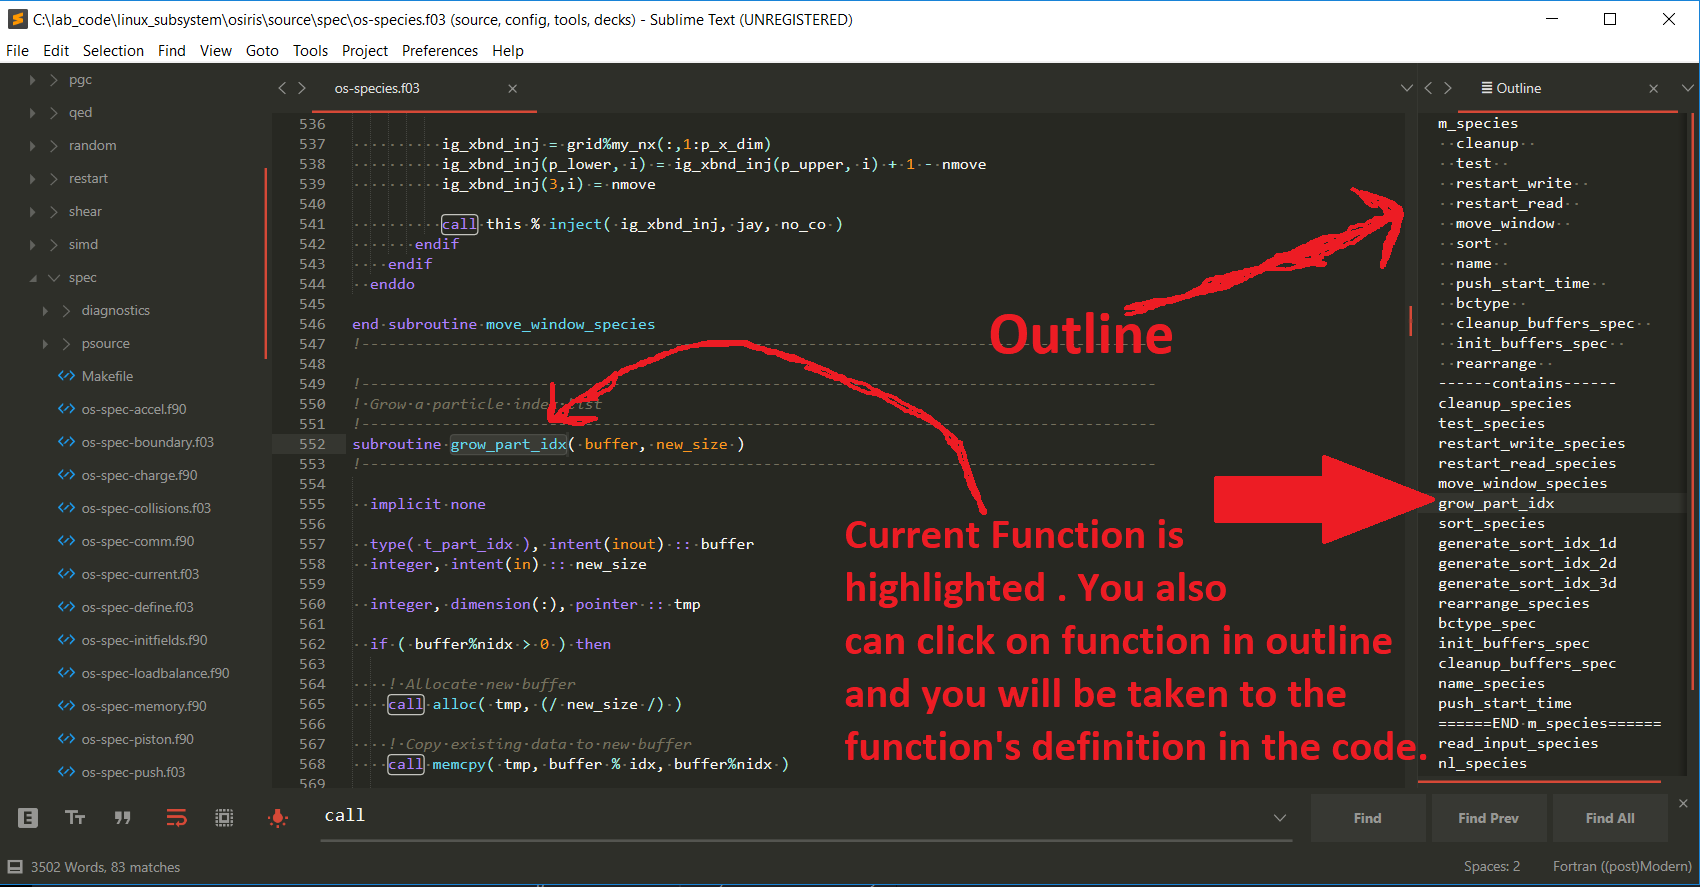 C:\lab_code\linux_subsystem\osiris\source\spec\os-species.f03 (source, config, tools, decks) - Sublime Text (UNREGISTERED)
File Edit Selection Find View Goto Tools Project Preferences Help
pgc
qed
random
restart
shear
simd
spec
diagnostics
psource
Makefile
os-spec-accel.f90
os-spec-boundary.f03
os-spec-charge.f90
os-spec-collisions.f03
os-spec-comm.f90
os-spec-current.f03
os-spec-define.f03
os-spec-initfields.f90
os-spec-loadbalance.f90
os-spec-memory.f90
os-spec-piston.f90
os-spec-push.f03
os-species.f03
536
537 ig_xbnd_inj = grid%my_nx(:,1:p_x_dim)
538 ig_xbnd_inj(p_lower, i) = ig_xbnd_inj(p_upper, i) + 1 - nmove
539 ig_xbnd_inj(3,i) = nmove
540
541 call this % inject( ig_xbnd_inj, jay, no_co )
542 endif
543 endif
544 enddo
545
546 end subroutine move_window_species
547 !-----------------------------------------------------------------------------------------
548
549 !-----------------------------------------------------------------------------------------
550 ! Grow a particle index list
551 !-----------------------------------------------------------------------------------------
552 subroutine grow_part_idx( buffer, new_size )
553 !-----------------------------------------------------------------------------------------
554
555 implicit none
556
557 type( t_part_idx ), intent(inout) :: buffer
558 integer, intent(in) :: new_size
559
560 integer, dimension(:), pointer :: tmp
561
562 if ( buffer%nidx > 0 ) then
563
564 ! Allocate new buffer
565 call alloc( tmp, (/ new_size /) )
566
567 ! Copy existing data to new buffer
568 call memcpy( tmp, buffer % idx, buffer%nidx )
569
Outline
Current Function is
highlighted . You also
can click on function in outline
and you will be taken to the
function's definition in the code.
Outline
m_species
cleanup
test
restart_write
restart_read
move_window
sort
name
push_start_time
bctype
cleanup_buffers_spec
init_buffers_spec
rearrange
------contains------
cleanup_species
test_species
restart_write_species
restart_read_species
move_window_species
grow_part_idx
sort_species
generate_sort_idx_1d
generate_sort_idx_2d
generate_sort_idx_3d
rearrange_species
bctype_spec
init_buffers_spec
cleanup_buffers_spec
name_species
push_start_time
======END m_species======
read_input_species
nl_species
call
Find Find Prev Find All
3502 Words, 83 matches
Spaces: 2 Fortran ((post)Modern)